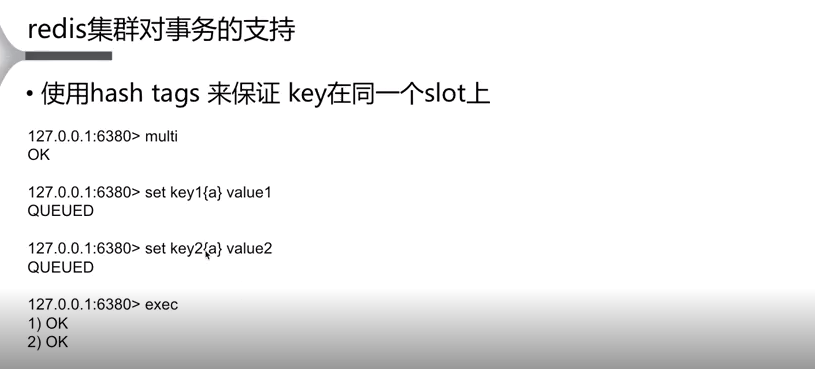 redis集群对事务的支持
• 使用hash tags 来保证 key在同一个slot上
127.0.0.1:6380> multi
OK
127.0.0.1:6380> set key1{a} value1
QUEUED
127.0.0.1:6380> set key2{a} value2
QUEUED
127.0.0.1:6380> exec
1) OK
2) OK